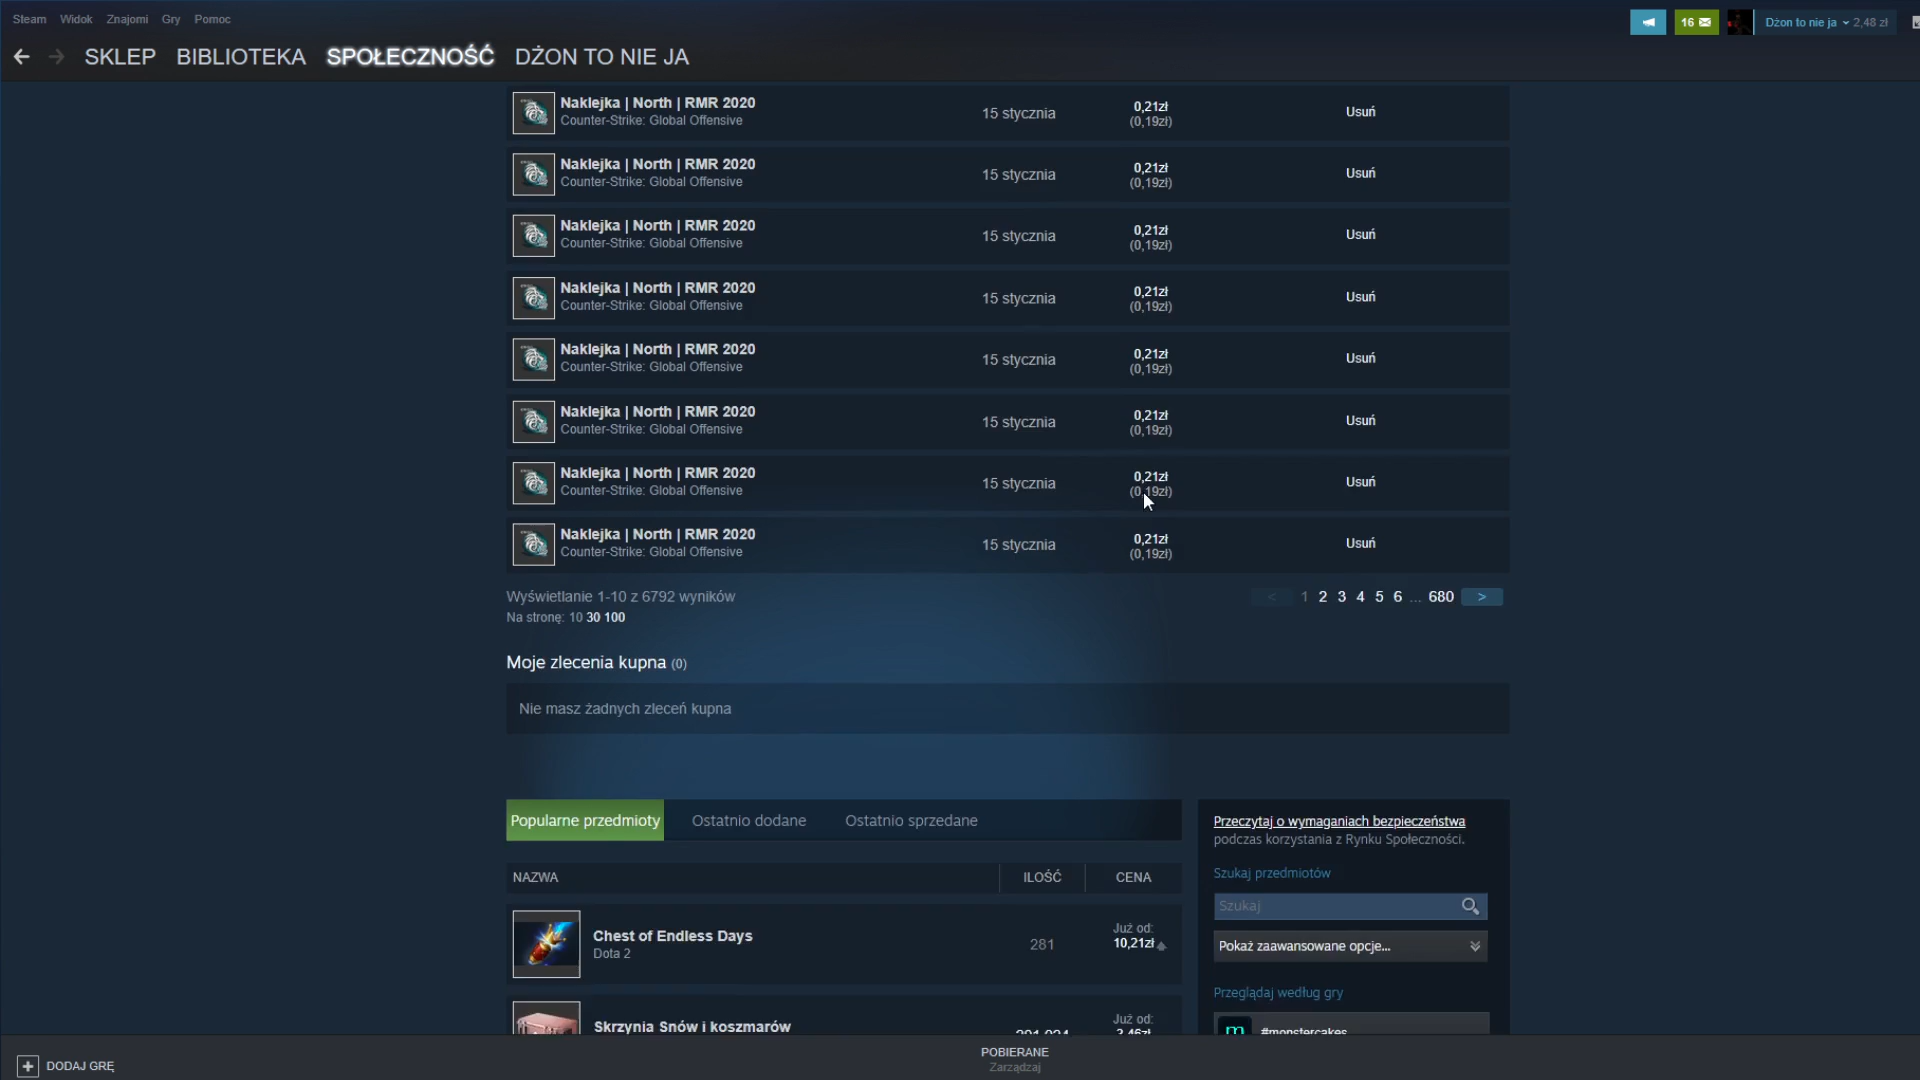 Steam Widok Znajomi Gry Pomoc
16 Dżon to nie ja 2,48 zł
SKLEP BIBLIOTEKA SPOŁECZNOŚĆ DŻON TO NIE JA
Naklejka | North | RMR 2020
Counter-Strike: Global Offensive
15 stycznia
0,21zł
(0,19zł)
Usuń
Naklejka | North | RMR 2020
Counter-Strike: Global Offensive
15 stycznia
0,21zł
(0,19zł)
Usuń
Naklejka | North | RMR 2020
Counter-Strike: Global Offensive
15 stycznia
0,21zł
(0,19zł)
Usuń
Naklejka | North | RMR 2020
Counter-Strike: Global Offensive
15 stycznia
0,21zł
(0,19zł)
Usuń
Naklejka | North | RMR 2020
Counter-Strike: Global Offensive
15 stycznia
0,21zł
(0,19zł)
Usuń
Naklejka | North | RMR 2020
Counter-Strike: Global Offensive
15 stycznia
0,21zł
(0,19zł)
Usuń
Naklejka | North | RMR 2020
Counter-Strike: Global Offensive
15 stycznia
0,21zł
(0,19zł)
Usuń
Naklejka | North | RMR 2020
Counter-Strike: Global Offensive
15 stycznia
0,21zł
(0,19zł)
Usuń
Wyświetlanie 1-10 z 6792 wyników
< 1 2 3 4 5 6 ... 680 >
Na stronę: 10 30 100
Moje zlecenia kupna (0)
Nie masz żadnych zleceń kupna
Popularne przedmioty Ostatnio dodane Ostatnio sprzedane
NAZWA ILOŚĆ CENA
Chest of Endless Days
Dota 2
281
Już od:
10,21zł
Skrzynia Snów i koszmarów
Już od:
Przeczytaj o wymaganiach bezpieczeństwa
podczas korzystania z Rynku Społeczności.
Szukaj przedmiotów
Szukaj
Pokaż zaawansowane opcje...
Przeglądaj według gry
#monstercakes
DODAJ GRĘ
POBIERANE
Zarządzaj